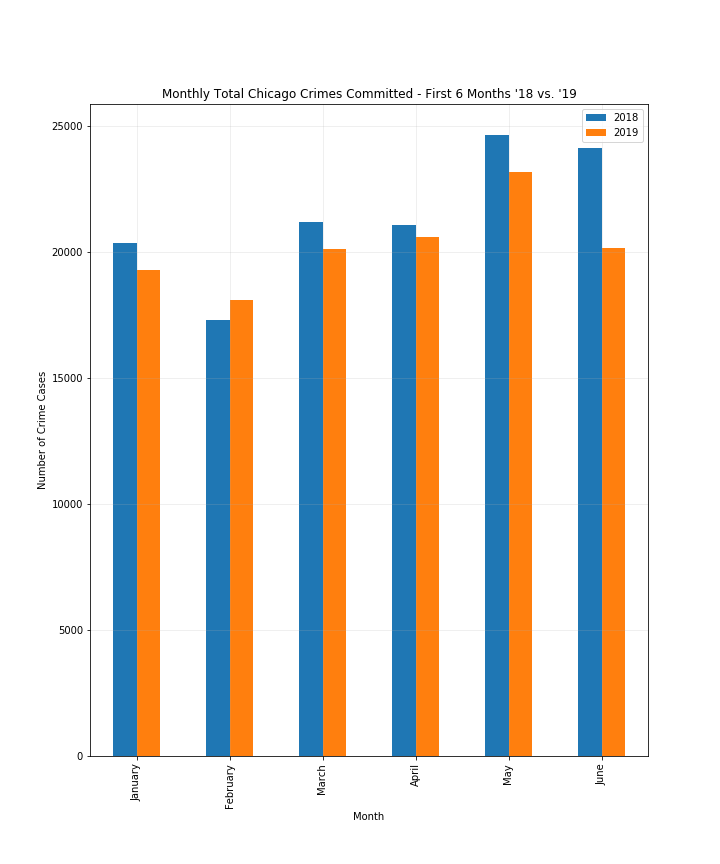 Monthly Total Chicago Crimes Committed - First 6 Months '18 vs. '19
2018
2019
25000
20000
15000
10000
5000
0
Number of Crime Cases
January
February
March
April
May
June
Month